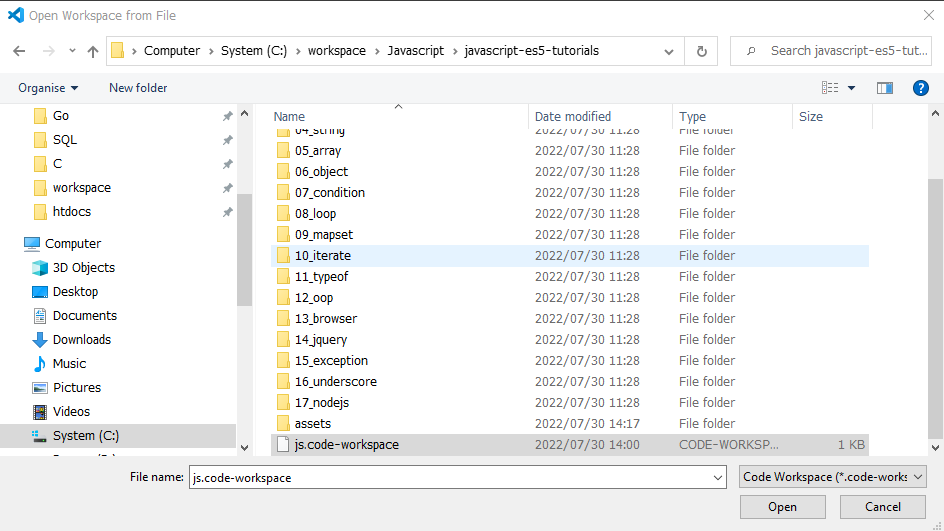 Open Workspace from File
Computer > System (C:) > workspace > Javascript > javascript-es5-tutorials
Search javascript-es5-tut...
Organise
New folder
?
Go
SQL
C
workspace
htdocs
Computer
3D Objects
Desktop
Documents
Downloads
Music
Pictures
Videos
System (C:)
Name Date modified Type Size
04_string 2022/07/30 11:28 File folder
05_array 2022/07/30 11:28 File folder
06_object 2022/07/30 11:28 File folder
07_condition 2022/07/30 11:28 File folder
08_loop 2022/07/30 11:28 File folder
09_mapset 2022/07/30 11:28 File folder
10_iterate 2022/07/30 11:28 File folder
11_typeof 2022/07/30 11:28 File folder
12_oop 2022/07/30 11:28 File folder
13_browser 2022/07/30 11:28 File folder
14_jquery 2022/07/30 11:28 File folder
15_exception 2022/07/30 11:28 File folder
16_underscore 2022/07/30 11:28 File folder
17_nodejs 2022/07/30 11:28 File folder
assets 2022/07/30 14:17 File folder
js.code-workspace 2022/07/30 14:00 CODE-WORKSP... 1 KB
File name: js.code-workspace
Code Workspace (*.code-works
Open
Cancel